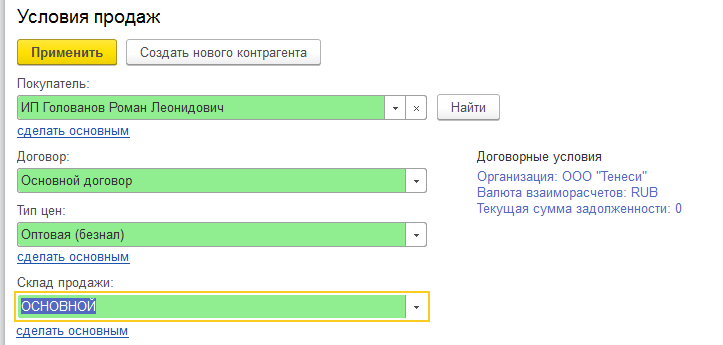 Условия продаж
Применить
Создать нового контрагента
Покупатель:
ИП Голованов Роман Леонидович
Найти
сделать основным
Договор:
Основной договор
Договорные условия
Организация: ООО "Тенеси"
Валюта взаиморасчетов: RUB
Текущая сумма задолженности: 0
Тип цен:
Оптовая (безнал)
сделать основным
Склад продажи:
ОСНОВНОЙ
сделать основным